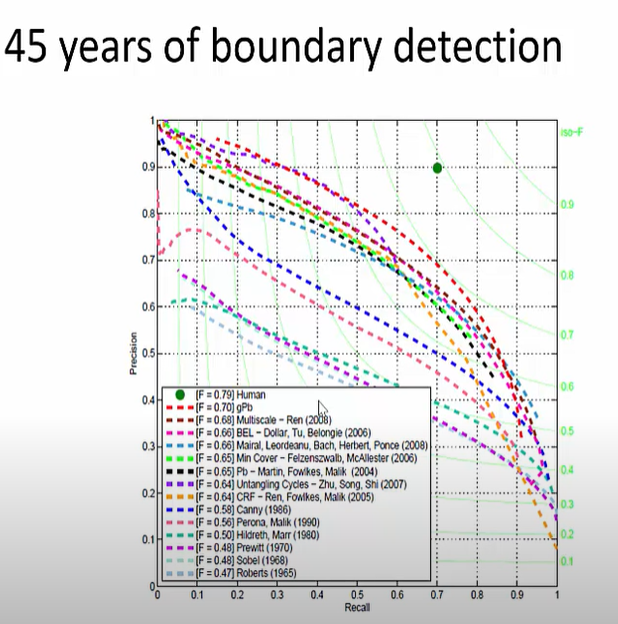 45 years of boundary detection
1
iso-F
0.9
0.9
0.8
0.8
0.7
0.7
0.6
0.6
0.5
0.5
0.4
0.4
0.3
0.3
0.2
0.2
0.1
0.1
0
Precision
[F = 0.79] Human
[F = 0.70] gPb
[F = 0.68] Multiscale - Ren (2008)
[F = 0.66] BEL - Dollar, Tu, Belongie (2006)
[F = 0.66] Mairal, Leordeanu, Bach, Herbert, Ponce (2008)
[F = 0.65] Min Cover - Felzenszwalb, McAllester (2006)
[F = 0.65] Pb - Martin, Fowlkes, Malik (2004)
[F = 0.64] Untangling Cycles - Zhu, Song, Shi (2007)
[F = 0.64] CRF - Ren, Fowlkes, Malik (2005)
[F = 0.58] Canny (1986)
[F = 0.56] Perona, Malik (1990)
[F = 0.50] Hildreth, Marr (1980)
[F = 0.48] Prewitt (1970)
[F = 0.48] Sobel (1968)
[F = 0.47] Roberts (1965)
0 0.1 0.2 0.3 0.4 0.5 0.6 0.7 0.8 0.9 1
Recall